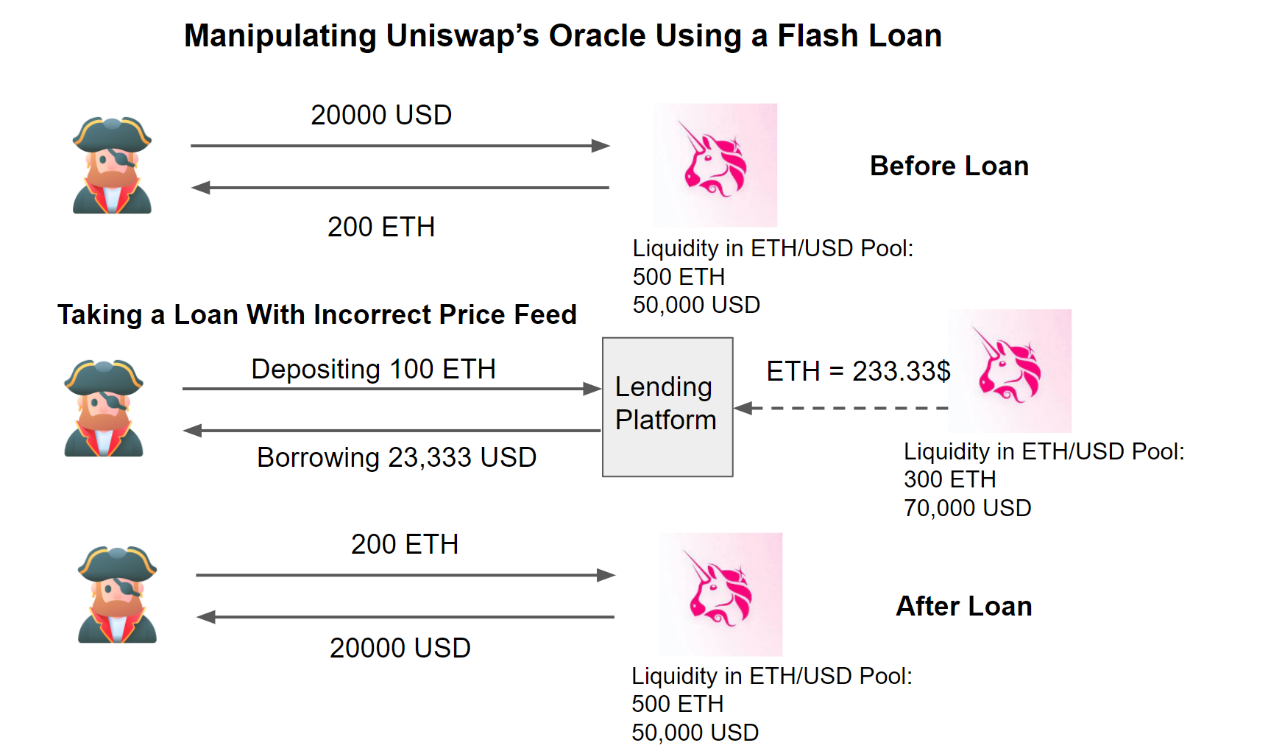 Manipulating Uniswap's Oracle Using a Flash Loan
20000 USD
200 ETH
Before Loan
Liquidity in ETH/USD Pool:
500 ETH
50,000 USD
Taking a Loan With Incorrect Price Feed
Depositing 100 ETH
Borrowing 23,333 USD
Lending
Platform
ETH = 233.33$
Liquidity in ETH/USD Pool:
300 ETH
70,000 USD
200 ETH
20000 USD
After Loan
Liquidity in ETH/USD Pool:
500 ETH
50,000 USD